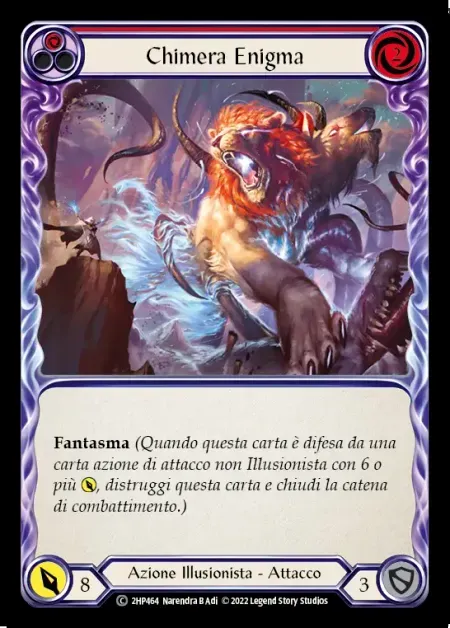 Chimera Enigma
2
Fantasma (Quando questa carta è difesa da una
carta azione di attacco non Illusionista con 6 o
più , distruggi questa carta e chiudi la catena
di combattimento.)
8
Azione Illusionista - Attacco
3
C 2HP464 Narendra B Adi © 2022 Legend Story Studios